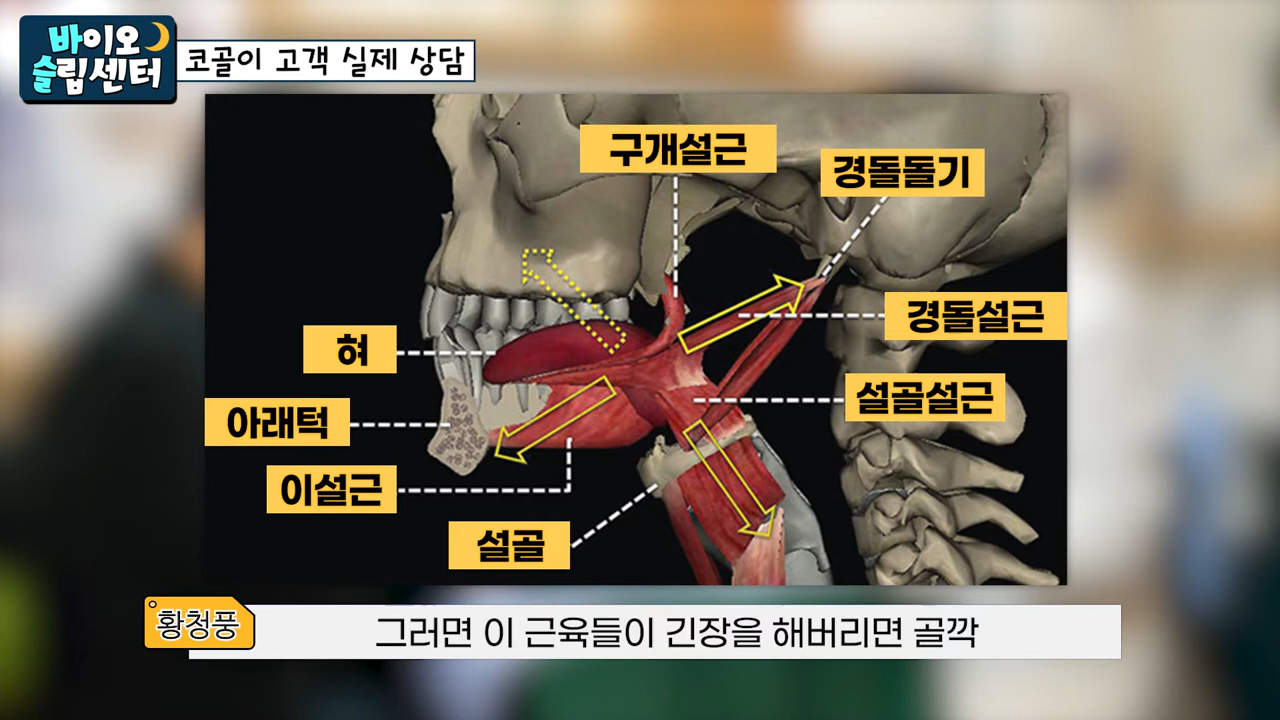 바이오
슬립센터
코골이 고객 실제 상담
구개설근
경돌돌기
경돌설근
혀
설골설근
아래턱
이설근
설골
황청풍
그러면 이 근육들이 긴장을 해버리면 골깍